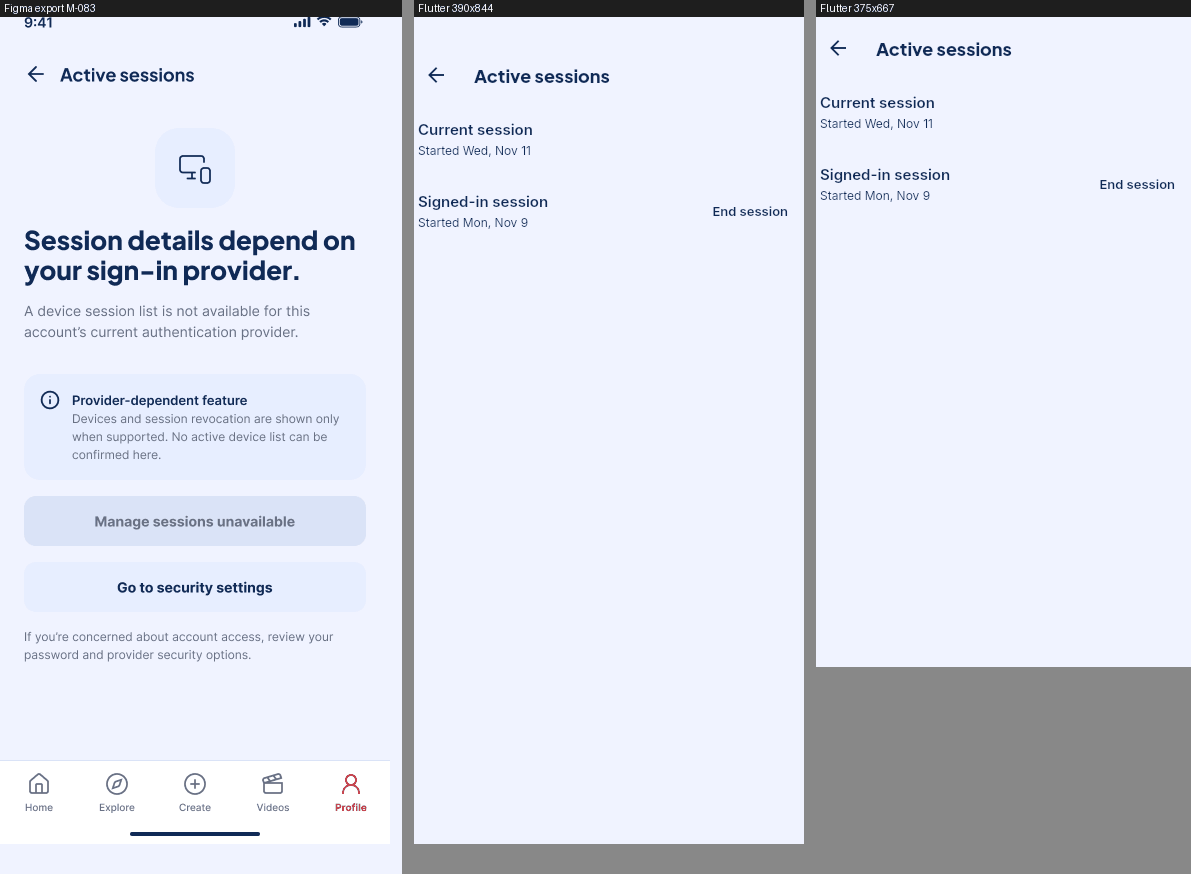 Figma export M-083
9:41
Active sessions
Session details depend on
your sign-in provider.
A device session list is not available for this
account's current authentication provider.
Provider-dependent feature
Devices and session revocation are shown only
when supported. No active device list can be
confirmed here.
Manage sessions unavailable
Go to security settings
If you're concerned about account access, review your
password and provider security options.
Home
Explore
Create
Videos
Profile
Flutter 390x844
Active sessions
Current session
Started Wed, Nov 11
Signed-in session
Started Mon, Nov 9
End session
Flutter 375x667
Active sessions
Current session
Started Wed, Nov 11
Signed-in session
Started Mon, Nov 9
End session